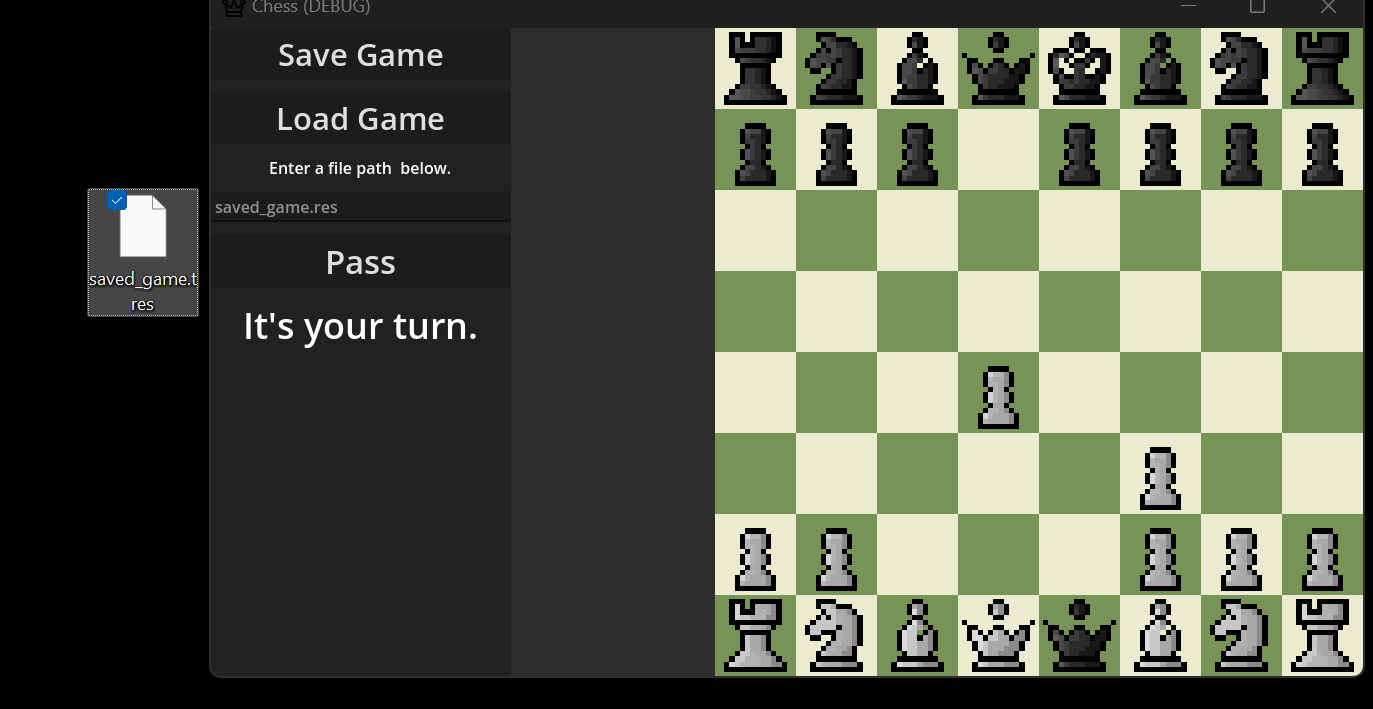 Chess (DEBUG)
Save Game
Load Game
Enter a file path  below.
saved_game.res
Pass
It's your turn.
saved_game.t
res